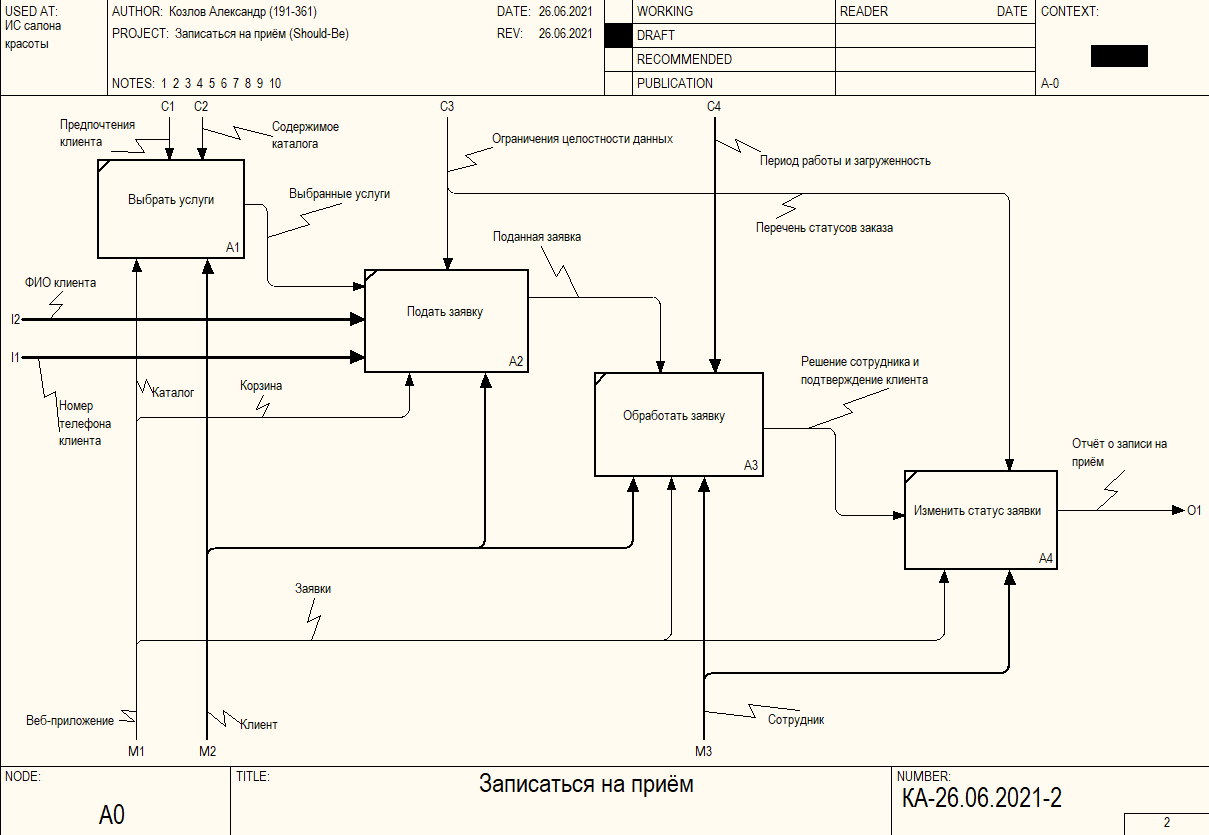 USED AT:
ИС салона
красоты
AUTHOR: Козлов Александр (191-361)
DATE: 26.06.2021
PROJECT: Записаться на приём (Should-Be)
REV: 26.06.2021
NOTES: 1 2 3 4 5 6 7 8 9 10
WORKING
DRAFT
RECOMMENDED
PUBLICATION
READER
DATE
CONTEXT:
A-0
C1
C2
C3
C4
Предпочтения
клиента
Содержимое
каталога
Ограничения целостности данных
Период работы и загруженность
Выбрать услуги
A1
Выбранные услуги
Перечень статусов заказа
Поданная заявка
ФИО клиента
I2
I1
Подать заявку
A2
Номер
телефона
клиента
Каталог
Корзина
Решение сотрудника и
подтверждение клиента
Обработать заявку
A3
Отчёт о записи на
приём
Изменить статус заявки
A4
O1
Заявки
Веб-приложение
Клиент
Сотрудник
M1
M2
M3
NODE:
A0
TITLE:
Записаться на приём
NUMBER:
КА-26.06.2021-2
2